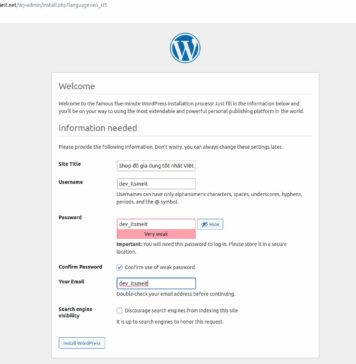 eit.net/wp-admin/install.php?language=en_US
Welcome
Welcome to the famous five-minute WordPress installation process! Just fill in the information below and
you'll be on your way to using the most extendable and powerful personal publishing platform in the world.
Information needed
Please provide the following information. Don't worry, you can always change these settings later.
Site Title
Shop đồ gia dụng tốt nhất Việt
Username
dev_itsmeit
Usernames can have only alphanumeric characters, spaces, underscores, hyphens,
periods, and the @ symbol.
Password
dev_itsmeit
Hide
Very weak
Important: You will need this password to log in. Please store it in a secure
location.
Confirm Password
Confirm use of weak password
Your Email
dev_itsmeit
Double-check your email address before continuing.
Search engine
visibility
Discourage search engines from indexing this site
It is up to search engines to honor this request.
Install WordPress